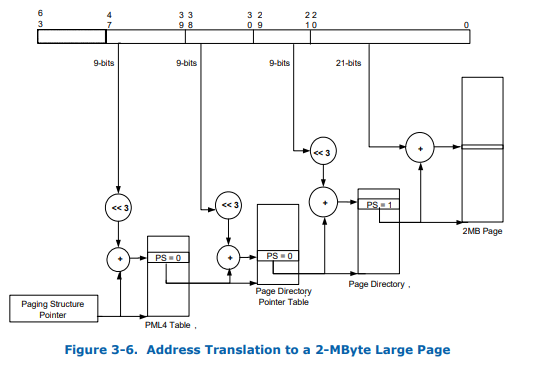 6 4 3 3 3 2 2 2 0
3 7 9 8 0 9 1 0
9-bits 9-bits 9-bits 21-bits
<< 3
<< 3 << 3
+
+
PS = 1
+ +
PS = 0 PS = 0
2MB Page
Page Directory ,
Page Directory
Pointer Table
Paging Structure
Pointer
PML4 Table ,
Figure 3-6. Address Translation to a 2-MByte Large Page